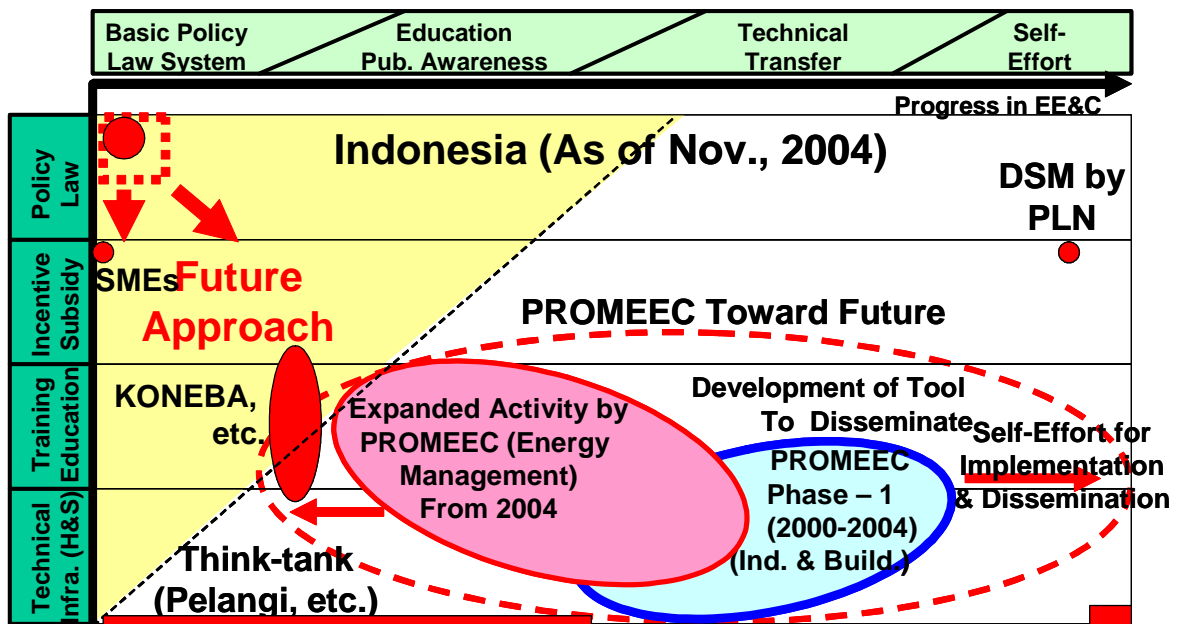 Basic Policy
Law System
Education
Pub. Awareness
Technical
Transfer
Self-
Effort
Progress in EE&C
Policy
Law
Indonesia (As of Nov., 2004)
DSM by
PLN
Incentive
Subsidy
SMEs
Future
Approach
PROMEEC Toward Future
Training
Education
KONEBA,
etc.
Expanded Activity by
PROMEEC (Energy
Management)
From 2004
Development of Tool
To Disseminate
PROMEEC
Phase – 1
(2000-2004)
(Ind. & Build.)
Self-Effort for
Implementation
& Dissemination
Technical
Infra. (H&S)
Think-tank
(Pelangi, etc.)